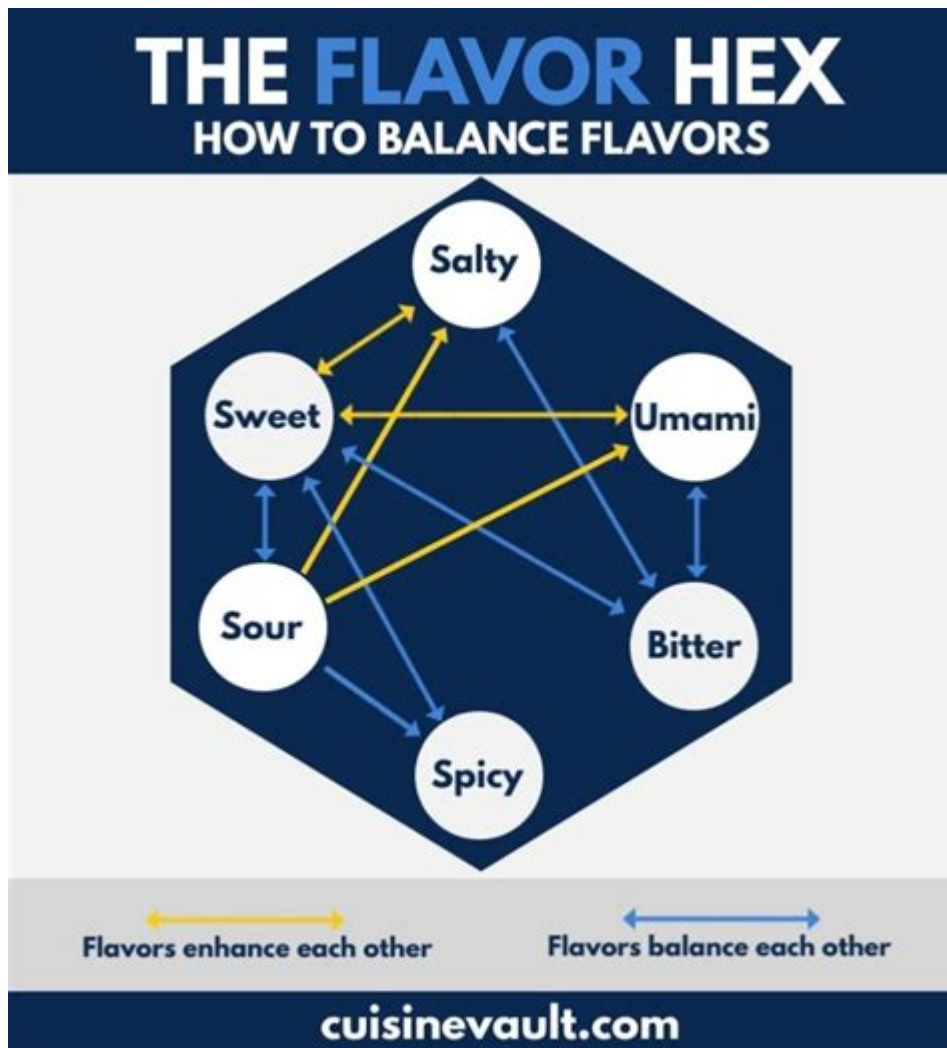 THE FLAVOR HEX
HOW TO BALANCE FLAVORS
Salty
Sweet
Umami
Sour
Bitter
Spicy
Flavors enhance each other
Flavors balance each other
cuisinevault.com